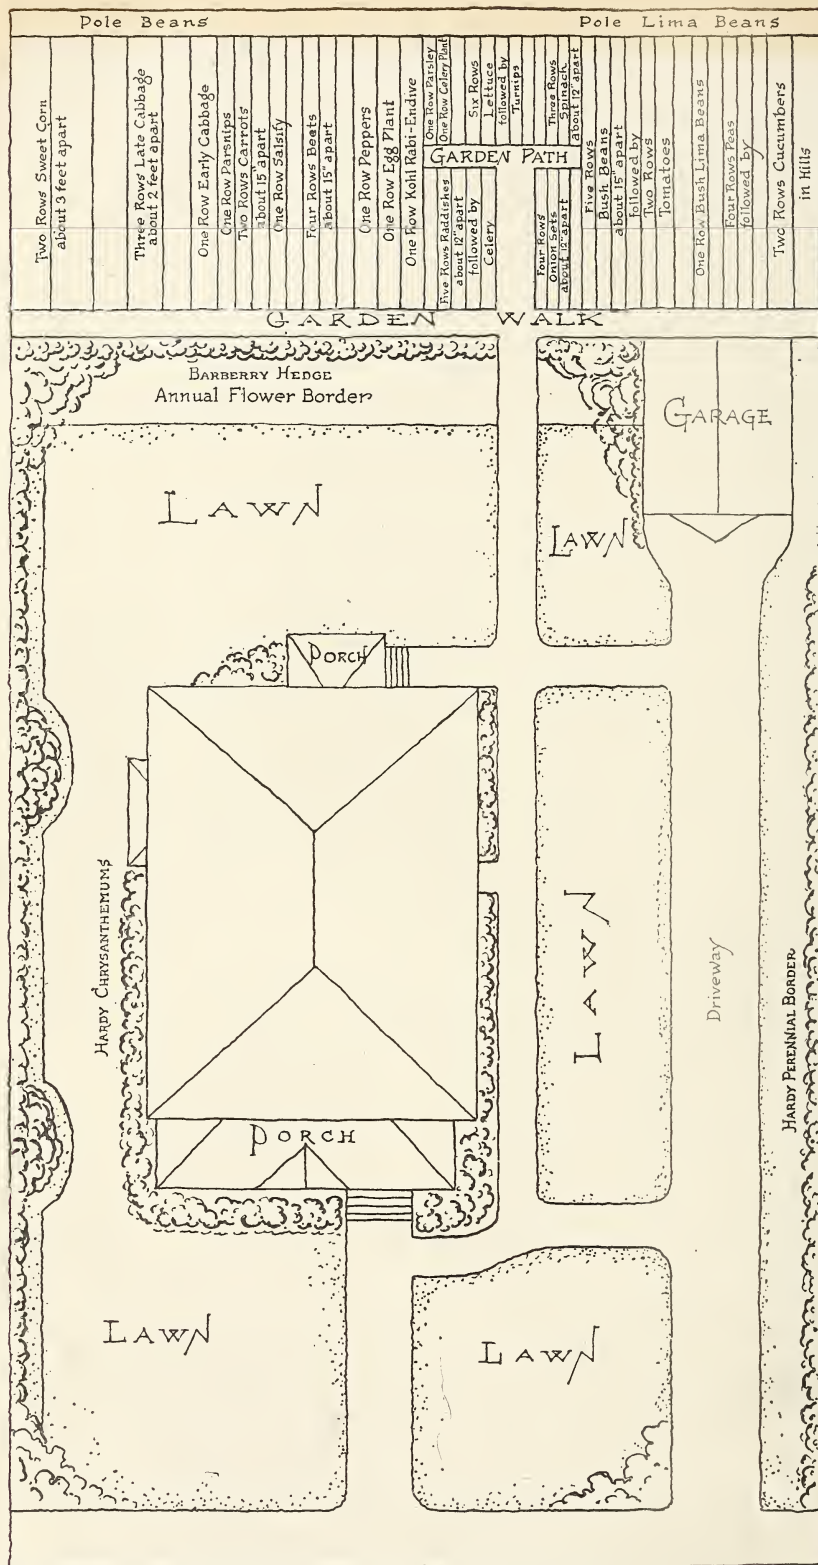 Pole Beans
Pole Lima Beans
Two Rows Sweet Corn
about 3 feet apart
Three Rows Late Cabbage
about 2 feet apart
One Row Early Cabbage
One Row Parsnips
Two Rows Carrots
about 15" apart
One Row Salsify
Four Rows Beets
about 15" apart
One Row Peppers
One Row Egg Plant
One Row Kohl Rabi-Endive
One Row Parsley
One Row Celery Plant
Six Rows
Lettuce
followed by
Turnips
Three Rows
Spinach
about 12" apart
GARDEN PATH
Five Rows Raddishes
about 12" apart
followed by
Celery
Four Rows
Onion Sets
about 12" apart
Five Rows
Bush Beans
about 15" apart
followed by
Two Rows
Tomatoes
One Row Bush Lima Beans
Four Rows Peas
followed by
Two Rows Cucumbers
in Hills
GARDEN WALK
BARBERRY HEDGE
Annual Flower Border
GARAGE
LAWN
LAWN
PORCH
HARDY CHRYSANTHEMUMS
LAWN
Driveway
HARDY PERENNIAL BORDER
PORCH
LAWN
LAWN